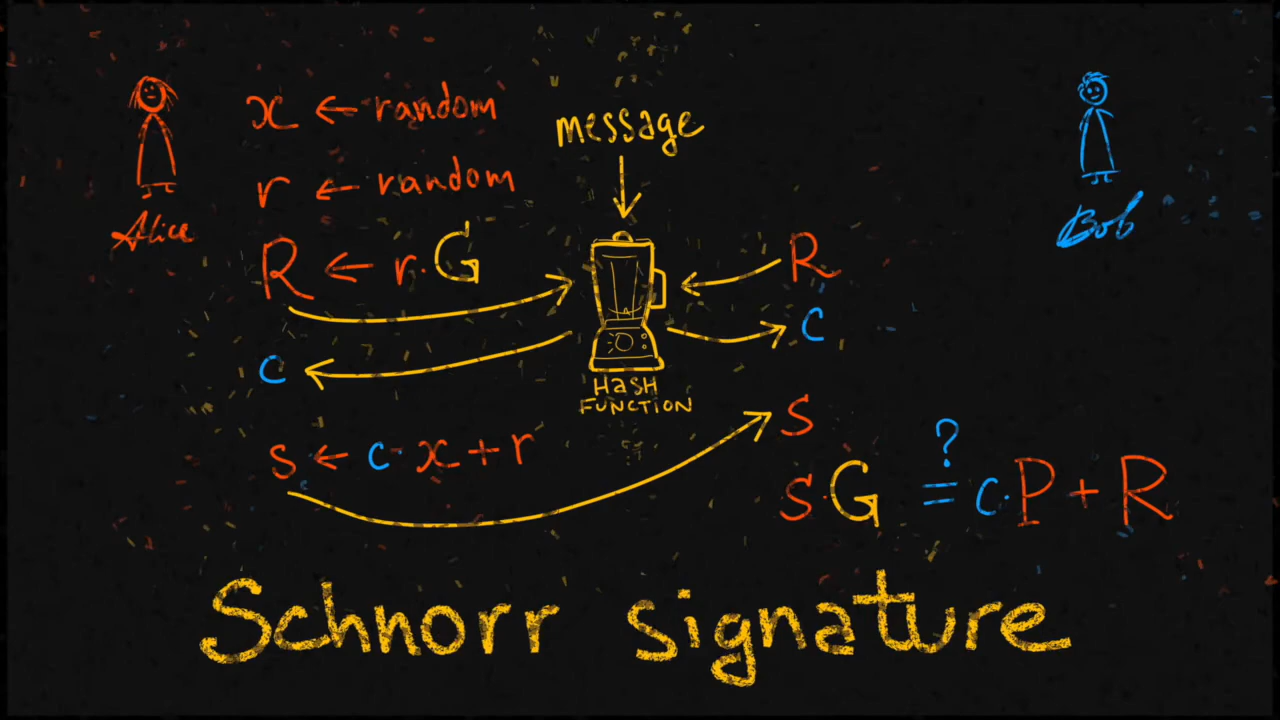 x ← random
message
r ← random
Alice
Bob
R ← r·G
R
c
c
HASH
FUNCTION
s ← c·x+r
s
?
s·G = c·P+R
Schnorr signature